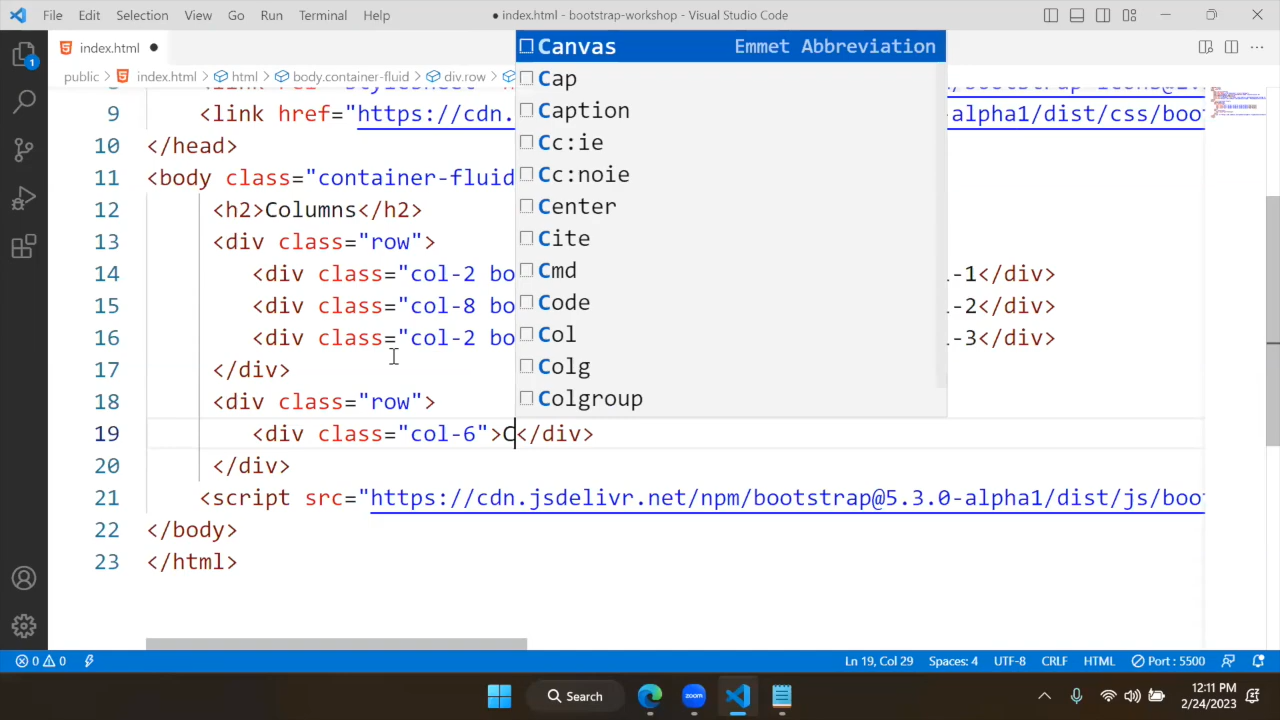 File Edit Selection View Go Run Terminal Help
● index.html - bootstrap-workshop - Visual Studio Code
index.html ●
public > index.html > html > body.container-fluid > div.row >
Canvas Emmet Abbreviation
Cap
Caption
Cc:ie
Cc:noie
Center
Cite
Cmd
Code
Col
Colg
Colgroup
9 <link href="https://cdn. -alpha1/dist/css/boo
10 </head>
11 <body class="container-fluid
12 <h2>Columns</h2>
13 <div class="row">
14 <div class="col-2 bo l-1</div>
15 <div class="col-8 bo l-2</div>
16 <div class="col-2 bo l-3</div>
17 </div>
18 <div class="row">
19 <div class="col-6">C</div>
20 </div>
21 <script src="https://cdn.jsdelivr.net/npm/bootstrap@5.3.0-alpha1/dist/js/boo
22 </body>
23 </html>
1
0 0 Ln 19, Col 29 Spaces: 4 UTF-8 CRLF HTML Port : 5500
Search
zoom
12:11 PM
2/24/2023